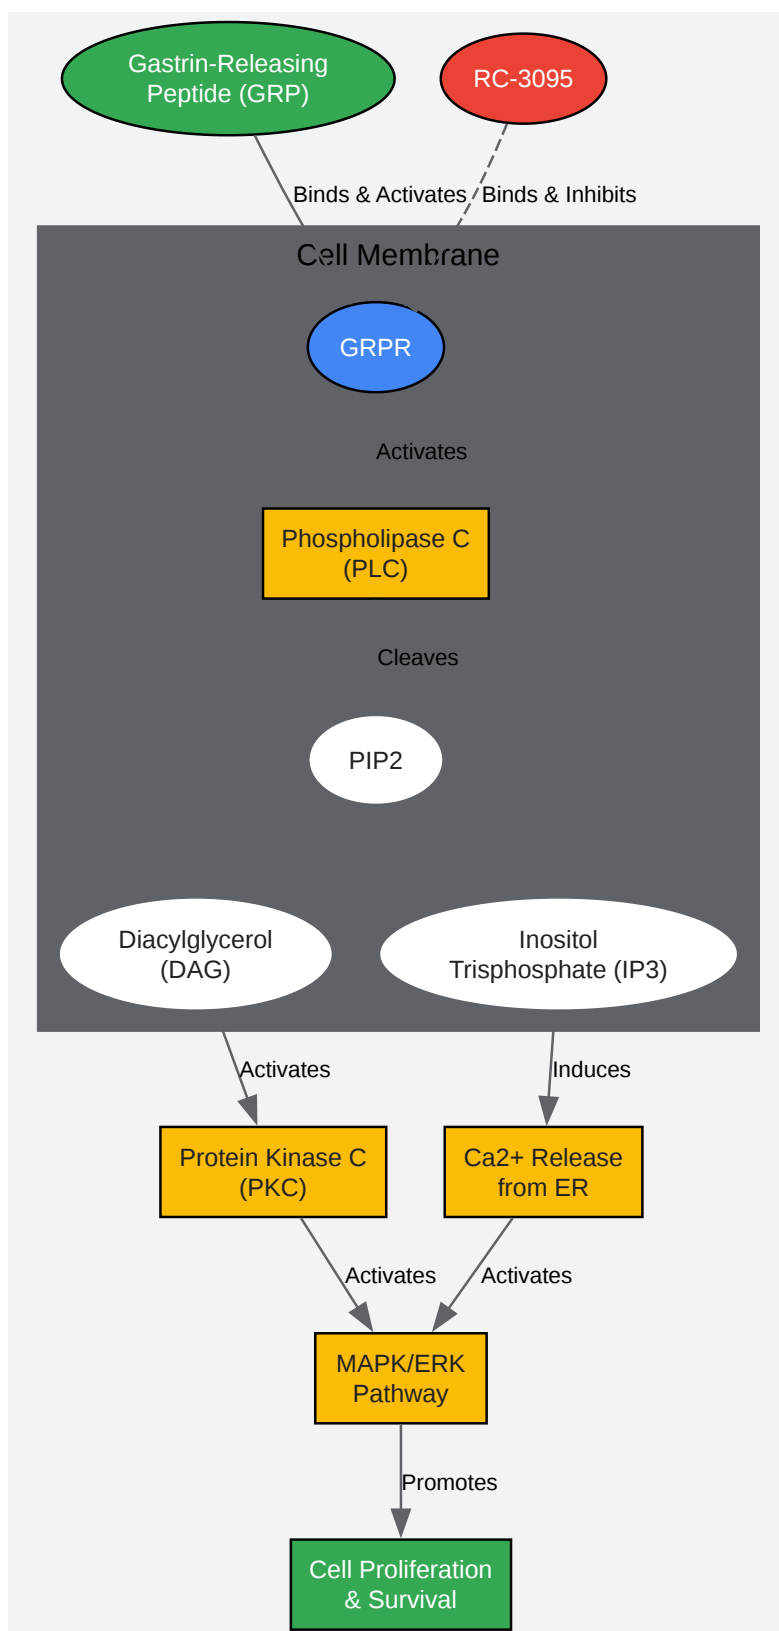 Gastrin-Releasing
Peptide (GRP)
RC-3095
Binds & Activates
Binds & Inhibits
Cell Membrane
GRPR
Activates
Phospholipase C
(PLC)
Cleaves
PIP2
Diacylglycerol
(DAG)
Inositol
Trisphosphate (IP3)
Activates
Induces
Protein Kinase C
(PKC)
Ca2+ Release
from ER
Activates
Activates
MAPK/ERK
Pathway
Promotes
Cell Proliferation
& Survival